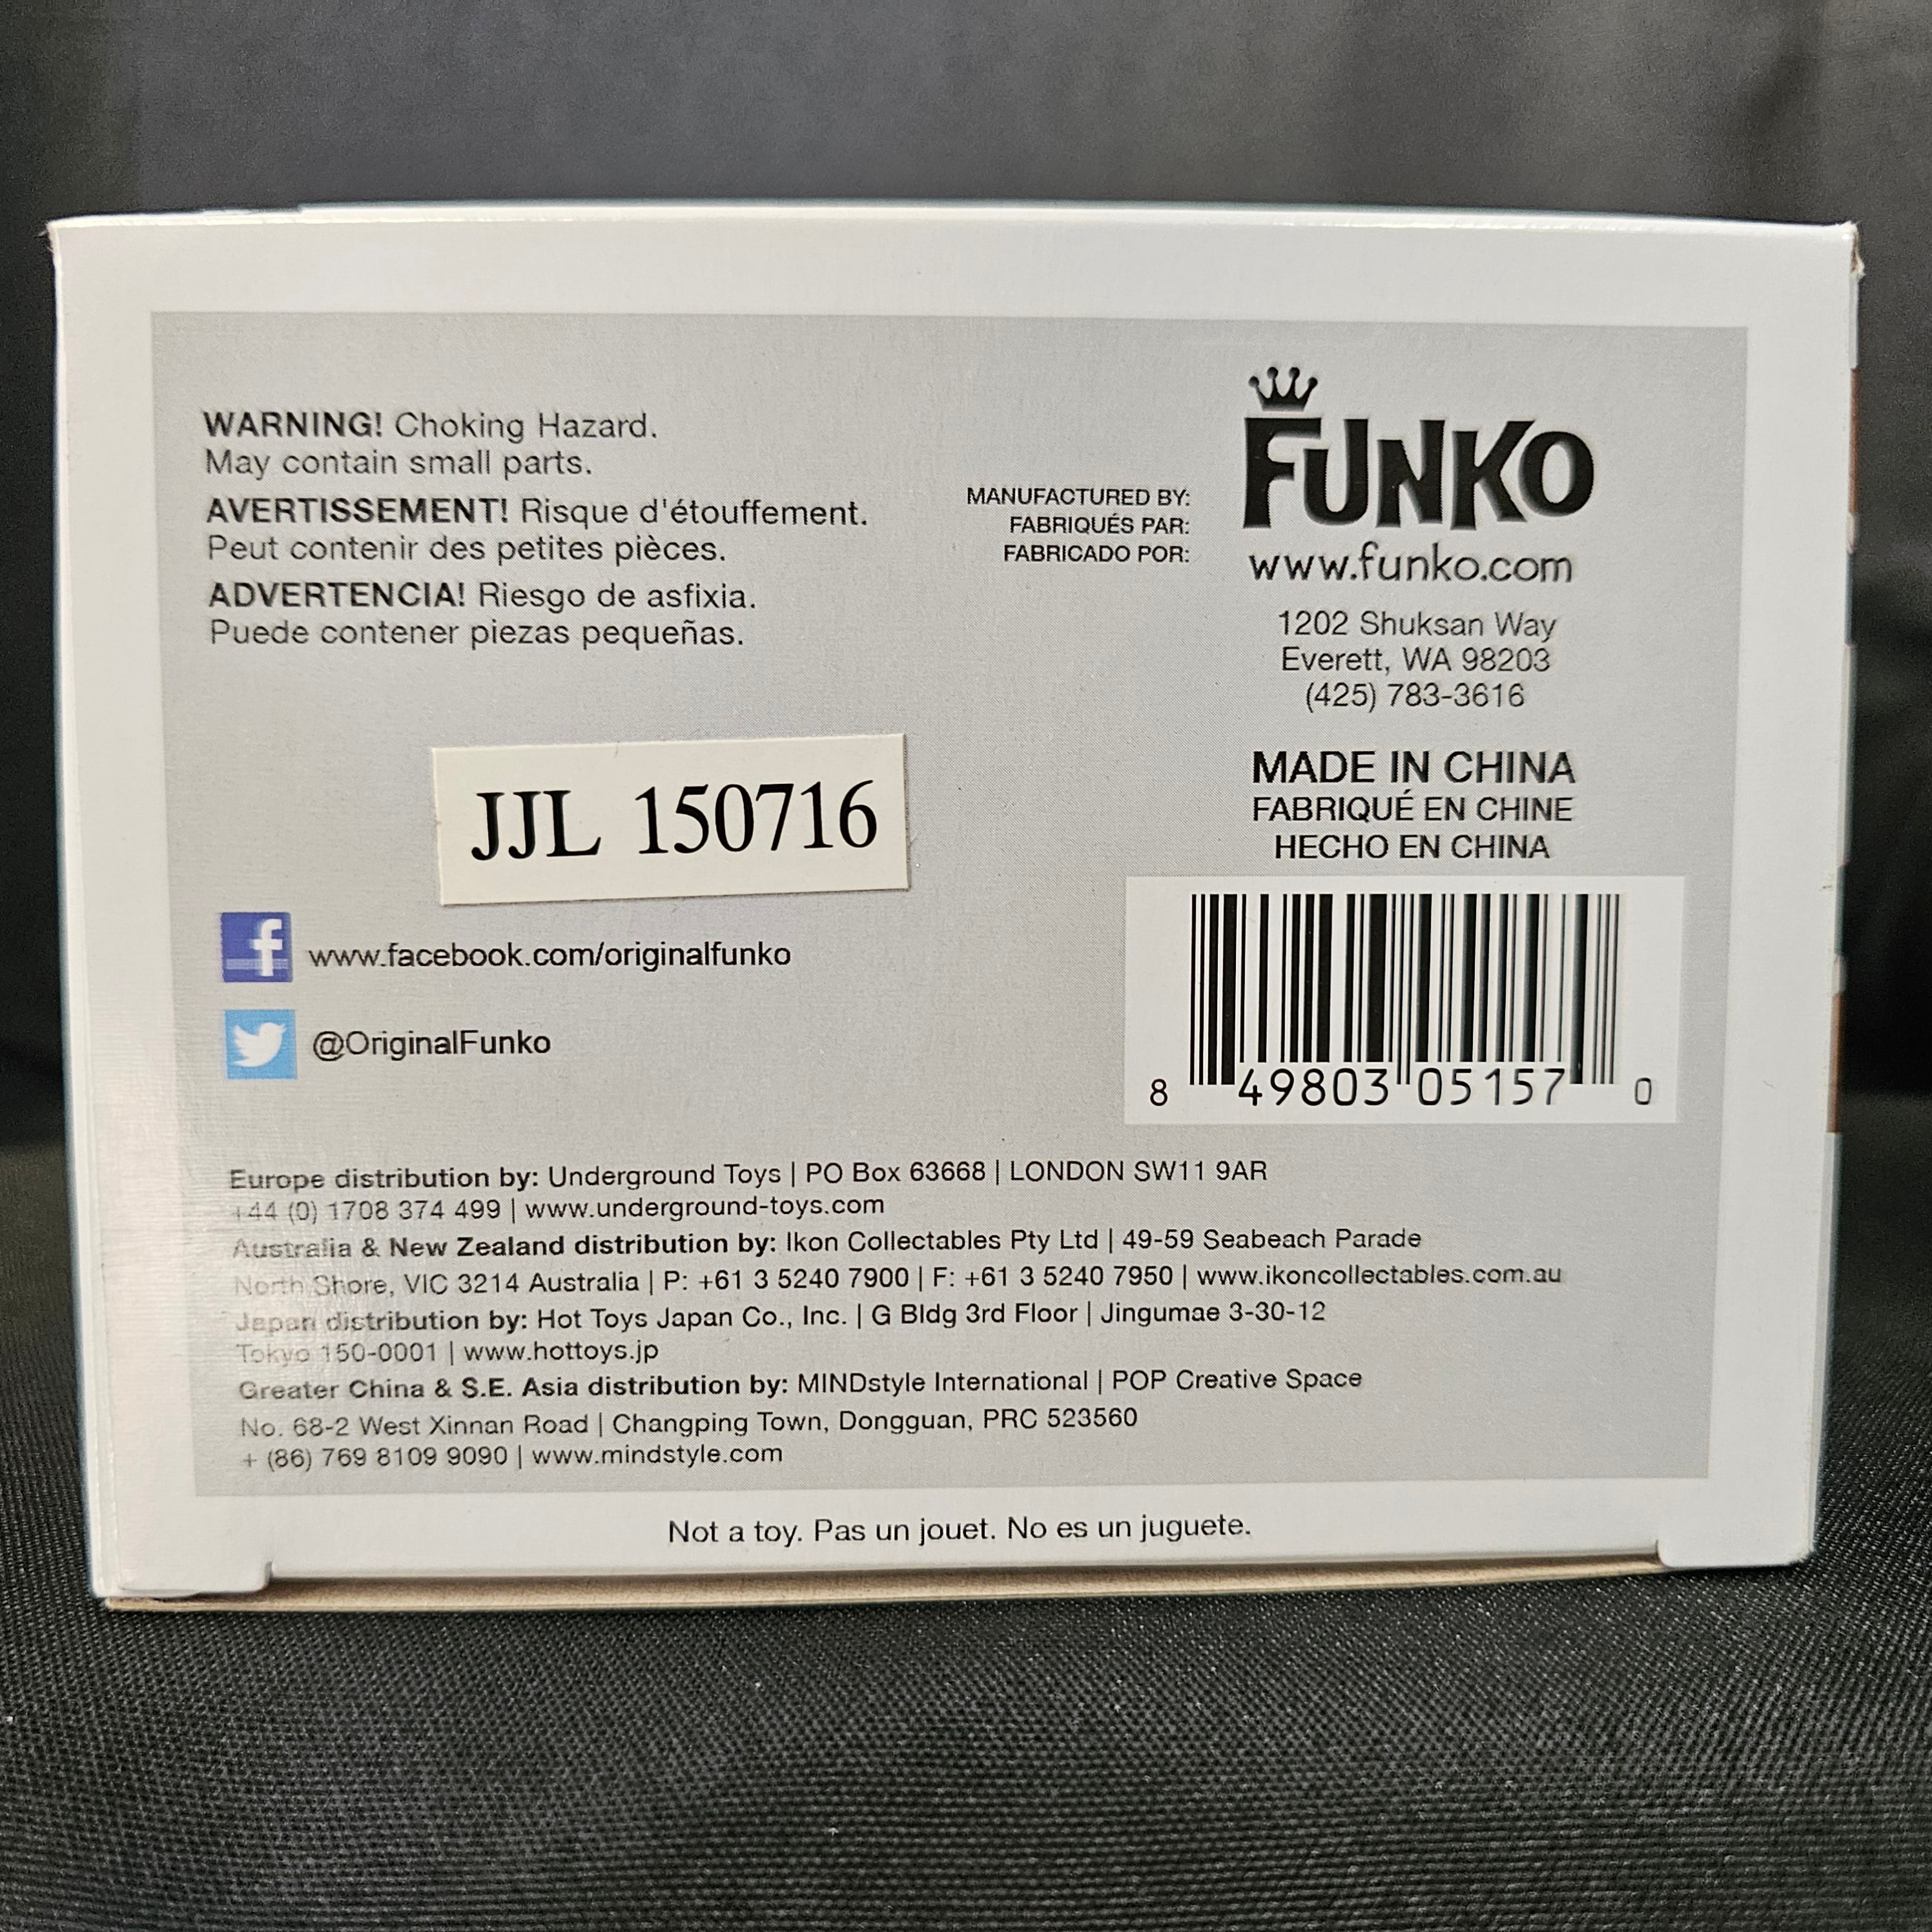 WARNING! Choking Hazard.
May contain small parts.
AVERTISSEMENT! Risque d'étouffement.
Peut contenir des petites pièces.
ADVERTENCIA! Riesgo de asfixia.
Puede contener piezas pequeñas.
MANUFACTURED BY:
FABRIQUÉS PAR:
FABRICADO POR:
FUNKO
www.funko.com
1202 Shuksan Way
Everett, WA 98203
(425) 783-3616
MADE IN CHINA
FABRIQUÉ EN CHINE
HECHO EN CHINA
JJL 150716
f www.facebook.com/originalfunko
@OriginalFunko
8 49803 05157 0
Europe distribution by: Underground Toys | PO Box 63668 | LONDON SW11 9AR
+44 (0) 1708 374 499 | www.underground-toys.com
Australia & New Zealand distribution by: Ikon Collectables Pty Ltd | 49-59 Seabeach Parade
North Shore, VIC 3214 Australia | P: +61 3 5240 7900 | F: +61 3 5240 7950 | www.ikoncollectables.com.au
Japan distribution by: Hot Toys Japan Co., Inc. | G Bldg 3rd Floor | Jingumae 3-30-12
Tokyo 150-0001 | www.hottoys.jp
Greater China & S.E. Asia distribution by: MINDstyle International | POP Creative Space
No. 68-2 West Xinnan Road | Changping Town, Dongguan, PRC 523560
+ (86) 769 8109 9090 | www.mindstyle.com
Not a toy. Pas un jouet. No es un juguete.